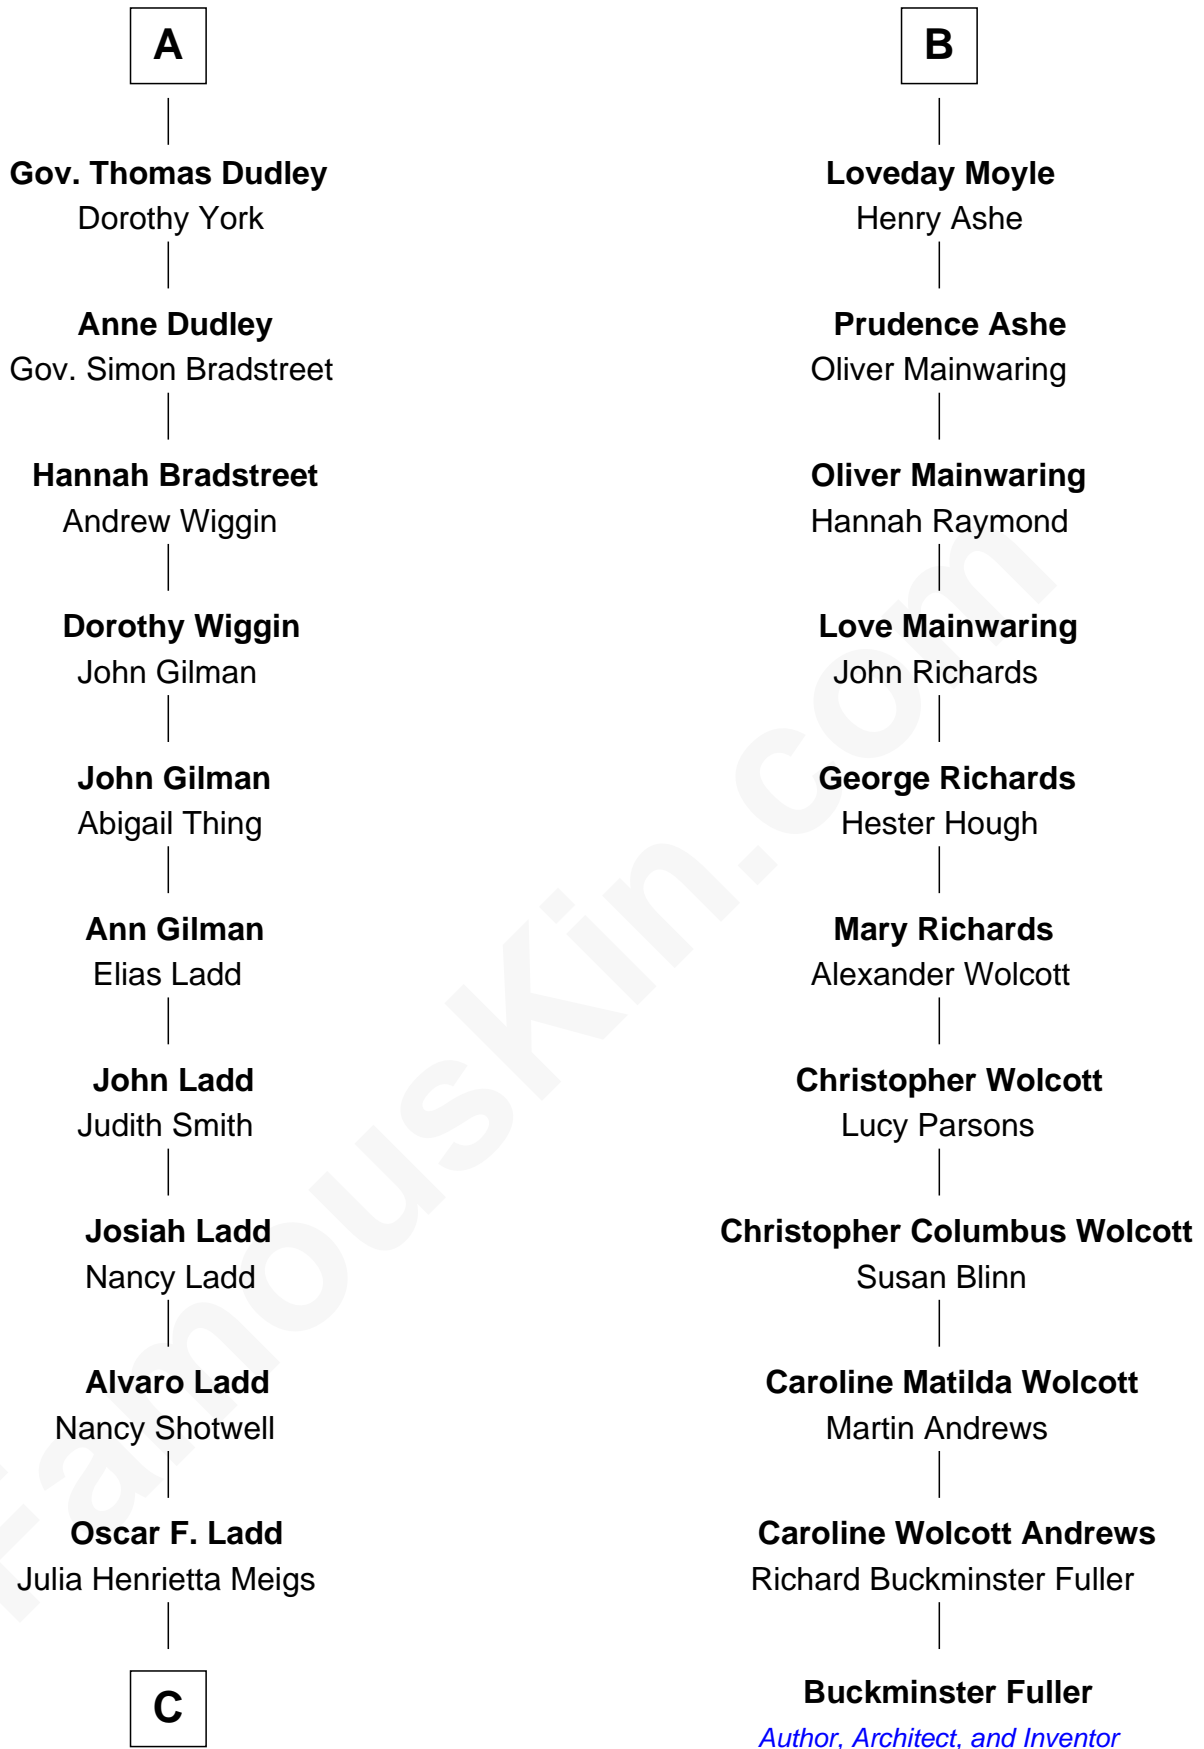 A
Gov. Thomas Dudley
Dorothy York
Anne Dudley
Gov. Simon Bradstreet
Hannah Bradstreet
Andrew Wiggin
Dorothy Wiggin
John Gilman
John Gilman
Abigail Thing
Ann Gilman
Elias Ladd
John Ladd
Judith Smith
Josiah Ladd
Nancy Ladd
Alvaro Ladd
Nancy Shotwell
Oscar F. Ladd
Julia Henrietta Meigs
C
B
Loveday Moyle
Henry Ashe
Prudence Ashe
Oliver Mainwaring
Oliver Mainwaring
Hannah Raymond
Love Mainwaring
John Richards
George Richards
Hester Hough
Mary Richards
Alexander Wolcott
Christopher Wolcott
Lucy Parsons
Christopher Columbus Wolcott
Susan Blinn
Caroline Matilda Wolcott
Martin Andrews
Caroline Wolcott Andrews
Richard Buckminster Fuller
Buckminster Fuller
Author, Architect, and Inventor
FamousKin.com